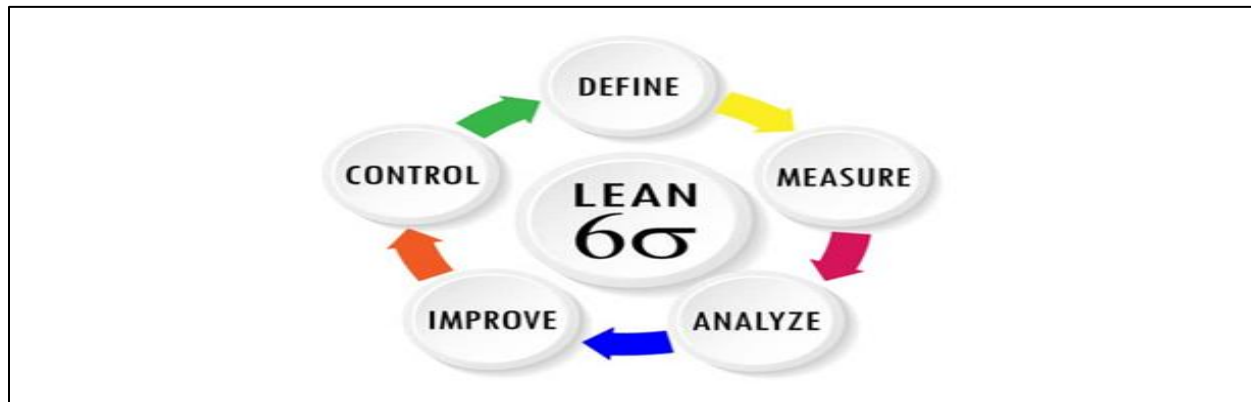 DEFINE
MEASURE
ANALYZE
IMPROVE
CONTROL
LEAN
6σ